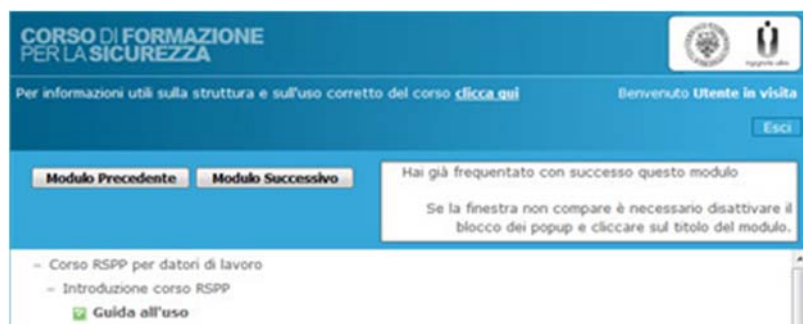 CORSO DI FORMAZIONE
PER LA SICUREZZA
Per informazioni utili sulla struttura e sull'uso corretto del corso clicca qui
Benvenuto Utente in visita
Esci
Modulo Precedente
Modulo Successivo
Hai già frequentato con successo questo modulo
Se la finestra non compare è necessario disattivare il
blocco dei popup e cliccare sul titolo del modulo.
– Corso RSPP per datori di lavoro
– Introduzione corso RSPP
Guida all'uso